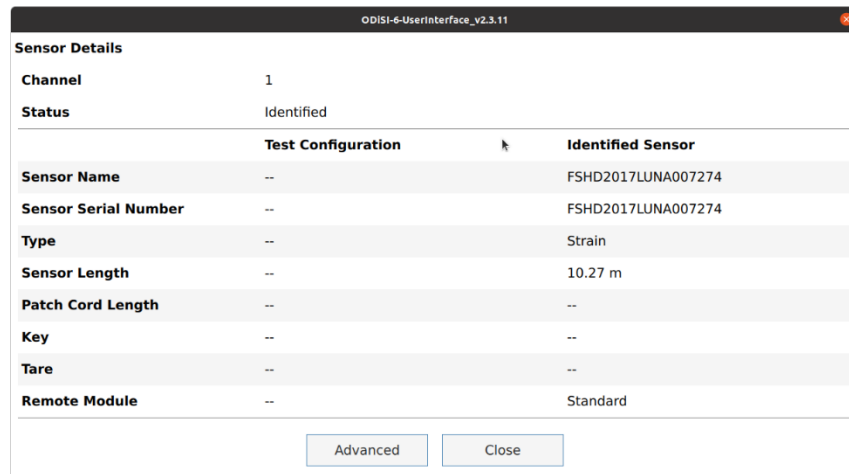 ODiSI-6-UserInterface_v2.3.11
Sensor Details
Channel 1
Status Identified
Test Configuration Identified Sensor
Sensor Name -- FSHD2017LUNA007274
Sensor Serial Number -- FSHD2017LUNA007274
Type -- Strain
Sensor Length -- 10.27 m
Patch Cord Length -- --
Key -- --
Tare -- --
Remote Module -- Standard
Advanced Close